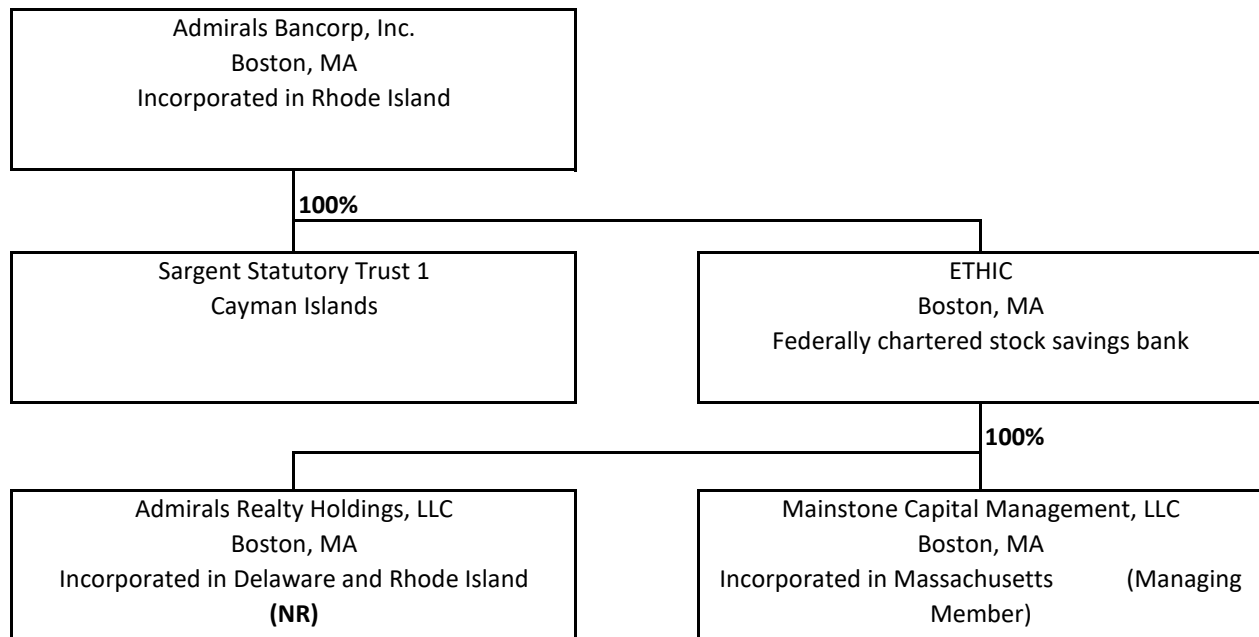 Admirals Bancorp, Inc.
Boston, MA
Incorporated in Rhode Island
100%
Sargent Statutory Trust 1
Cayman Islands
ETHIC
Boston, MA
Federally chartered stock savings bank
100%
Admirals Realty Holdings, LLC
Boston, MA
Incorporated in Delaware and Rhode Island
(NR)
Mainstone Capital Management, LLC
Boston, MA
Incorporated in Massachusetts (Managing
Member)